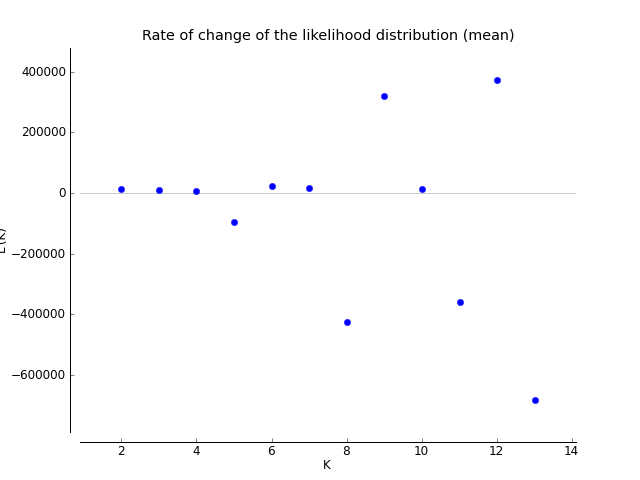 Rate of change of the likelihood distribution (mean)
400000
200000
0
−200000
−400000
−600000
2 4 6 8 10 12 14
K